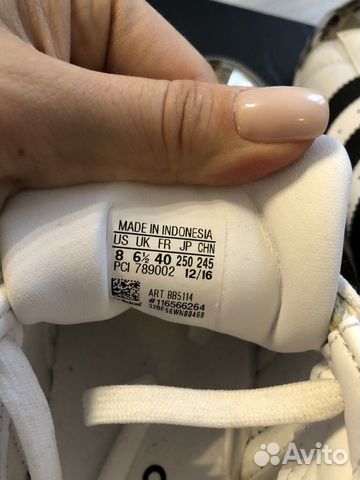 MADE IN INDONESIA
US UK FR JP CHN
8 6½ 40 250 245
PCI 789002 12/16
ART BB5114
#116566264
Avito